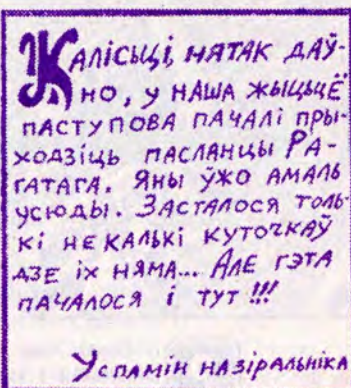 Калісьці, нятак даў-
но, у наша жыцьцё
паступова пачалі пры-
ходзіць пасланцы Ра-
гатага. Яны ўжо амаль
усюды. Засталося толь-
кі некалькі куточкаў
дзе іх няма... Але гэта
пачалося і тут!!!
Успамін назіральніка